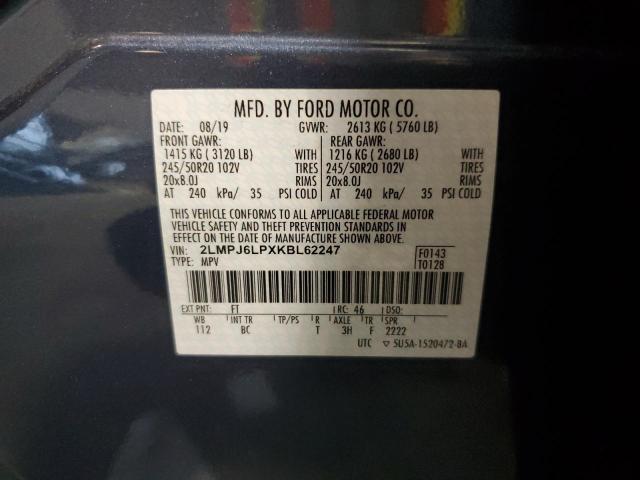 MFD. BY FORD MOTOR CO.
DATE: 08/19 GVWR: 2613 KG ( 5760 LB)
FRONT GAWR: REAR GAWR:
1415 KG ( 3120 LB) WITH 1216 KG ( 2680 LB) WITH
245/50R20 102V TIRES 245/50R20 102V TIRES
20x8.0J RIMS 20x8.0J RIMS
AT 240 kPa/ 35 PSI COLD AT 240 kPa/ 35 PSI COLD
THIS VEHICLE CONFORMS TO ALL APPLICABLE FEDERAL MOTOR
VEHICLE SAFETY AND THEFT PREVENTION STANDARDS IN EFFECT
ON THE DATE OF MANUFACTURE SHOWN ABOVE.
VIN: 2LMPJ6LPXKBL62247 F0143
TYPE: MPV T0128
EXT PNT: FT RC: 46 DSO:
WB INT TR TP/PS R AXLE TR SPR
112 BC T 3H F 2222
UTC ▽ 5U5A-1520472-BA